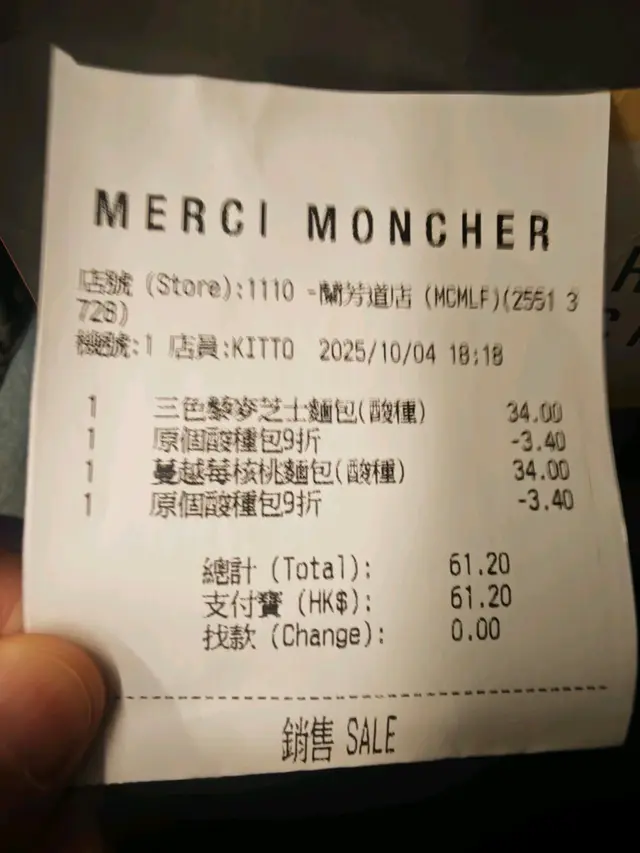 MERCI MONCHER
店號 (Store):1110 -蘭芳道店 (MCMLF)(2551 3
726)
機號:1 店員:KITTO 2025/10/04 18:18
1 三色藜麥芝士麵包(酸種) 34.00
1 原個酸種包9折 -3.40
1 蔓越莓核桃麵包(酸種) 34.00
1 原個酸種包9折 -3.40
總計 (Total): 61.20
支付寶 (HK$): 61.20
找款 (Change): 0.00
銷售 SALE